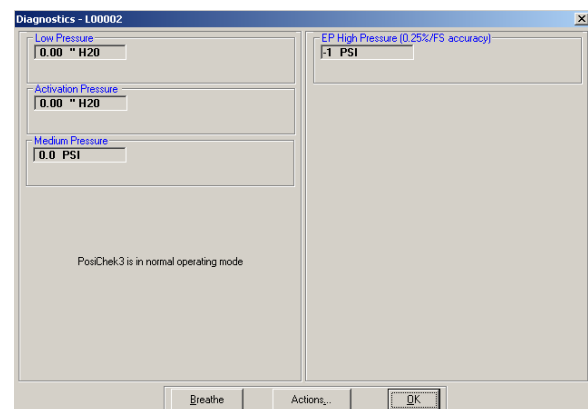 Diagnostics - L00002
Low Pressure
0.00 " H20
Activation Pressure
0.00 " H20
Medium Pressure
0.0 PSI
EP High Pressure (0.25%/FS accuracy)
-1 PSI
PosiChek3 is in normal operating mode
Breathe
Actions...
OK